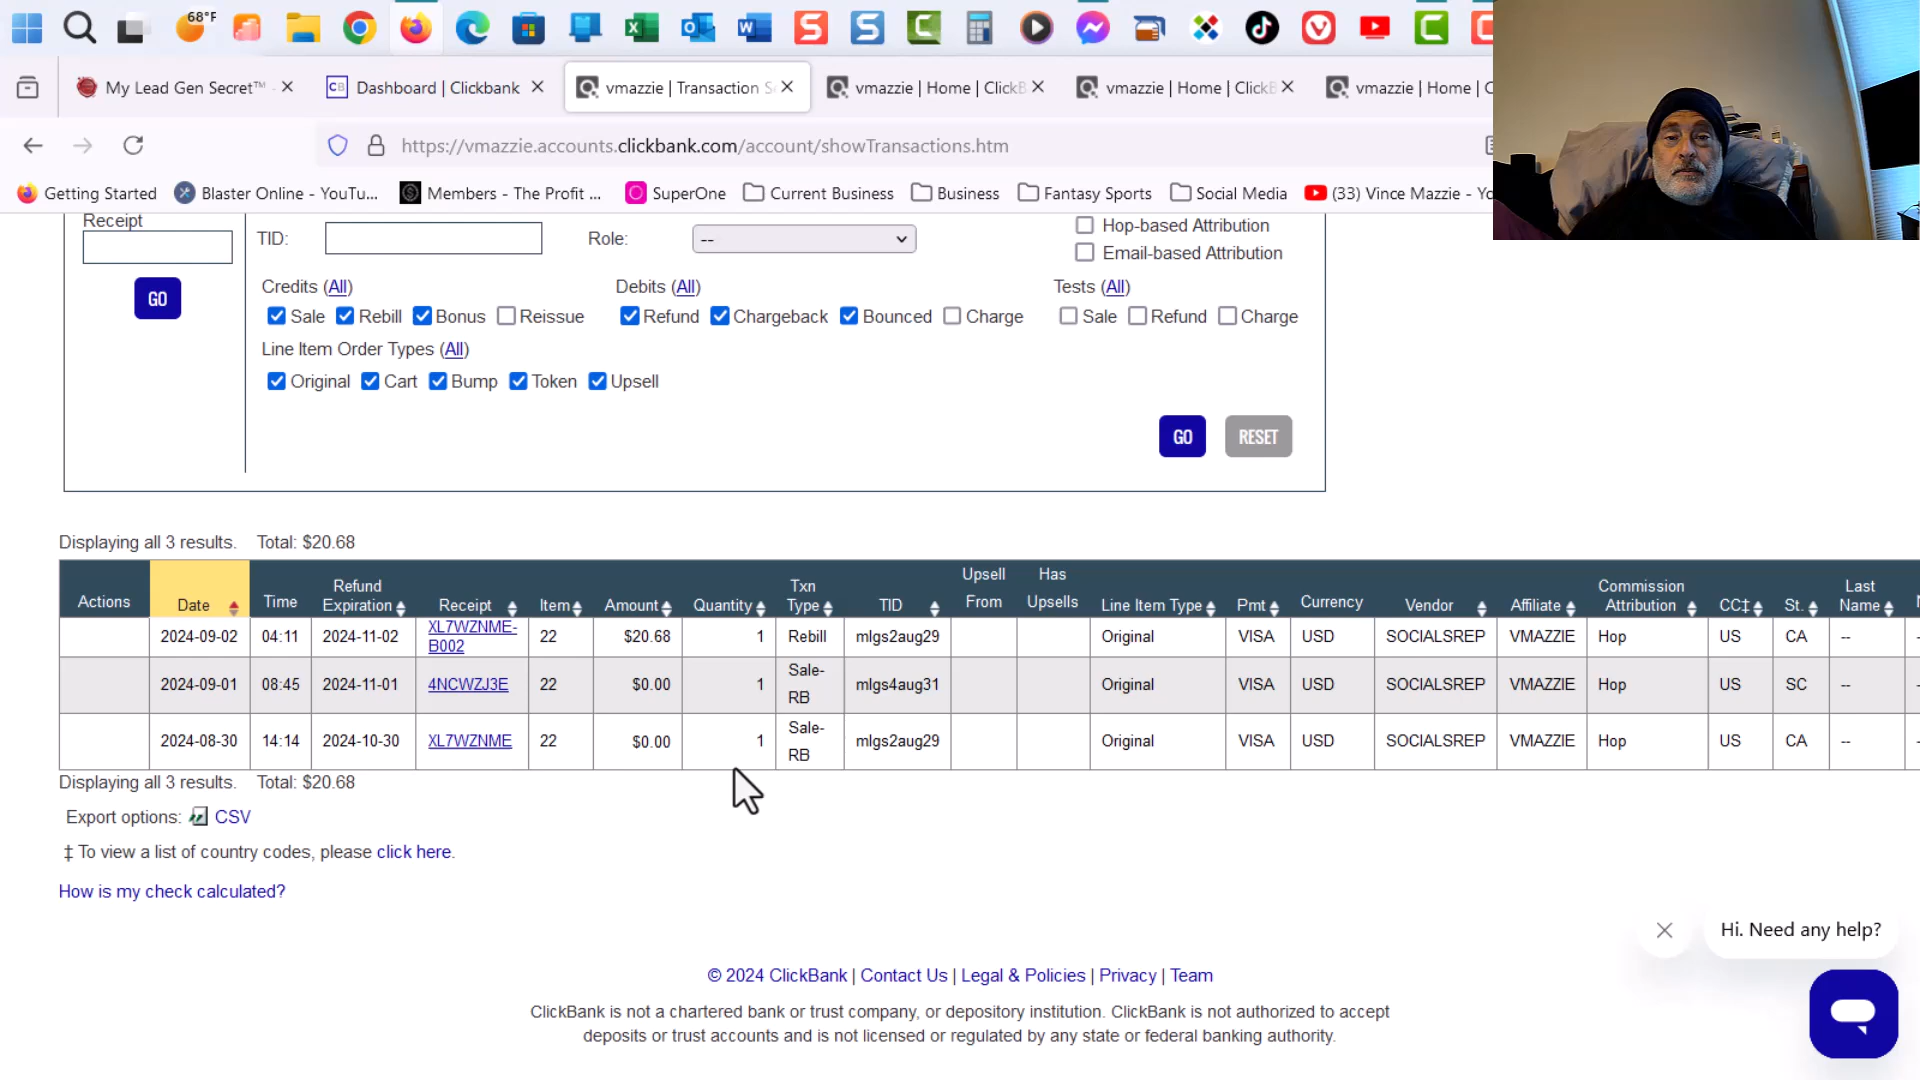 68°F
My Lead Gen Secret™
Dashboard | Clickbank
vmazzie | Transaction
vmazzie | Home | Click
vmazzie | Home | Click
vmazzie | Home |
https://vmazzie.accounts.clickbank.com/account/showTransactions.htm
Getting Started
Blaster Online - YouTu...
Members - The Profit ...
SuperOne
Current Business
Business
Fantasy Sports
Social Media
(33) Vince Mazzie - Yo
Receipt
GO
TID:
Role: --
Hop-based Attribution
Email-based Attribution
Credits (All) Debits (All) Tests (All)
Sale Rebill Bonus Reissue Refund Chargeback Bounced Charge Sale Refund Charge
Line Item Order Types (All)
Original Cart Bump Token Upsell
GO RESET
Displaying all 3 results. Total: $20.68
Actions Date Time Refund Expiration Receipt Item Amount Quantity Txn Type TID Upsell From Has Upsells Line Item Type Pmt Currency Vendor Affiliate Commission Attribution CC‡ St. Last Name
2024-09-02 04:11 2024-11-02 XL7WZNME-B002 22 $20.68 1 Rebill mlgs2aug29 Original VISA USD SOCIALSREP VMAZZIE Hop US CA --
2024-09-01 08:45 2024-11-01 4NCWZJ3E 22 $0.00 1 Sale-RB mlgs4aug31 Original VISA USD SOCIALSREP VMAZZIE Hop US SC --
2024-08-30 14:14 2024-10-30 XL7WZNME 22 $0.00 1 Sale-RB mlgs2aug29 Original VISA USD SOCIALSREP VMAZZIE Hop US CA --
Displaying all 3 results. Total: $20.68
Export options: CSV
‡ To view a list of country codes, please click here.
How is my check calculated?
Hi. Need any help?
© 2024 ClickBank | Contact Us | Legal & Policies | Privacy | Team
ClickBank is not a chartered bank or trust company, or depository institution. ClickBank is not authorized to accept
deposits or trust accounts and is not licensed or regulated by any state or federal banking authority.